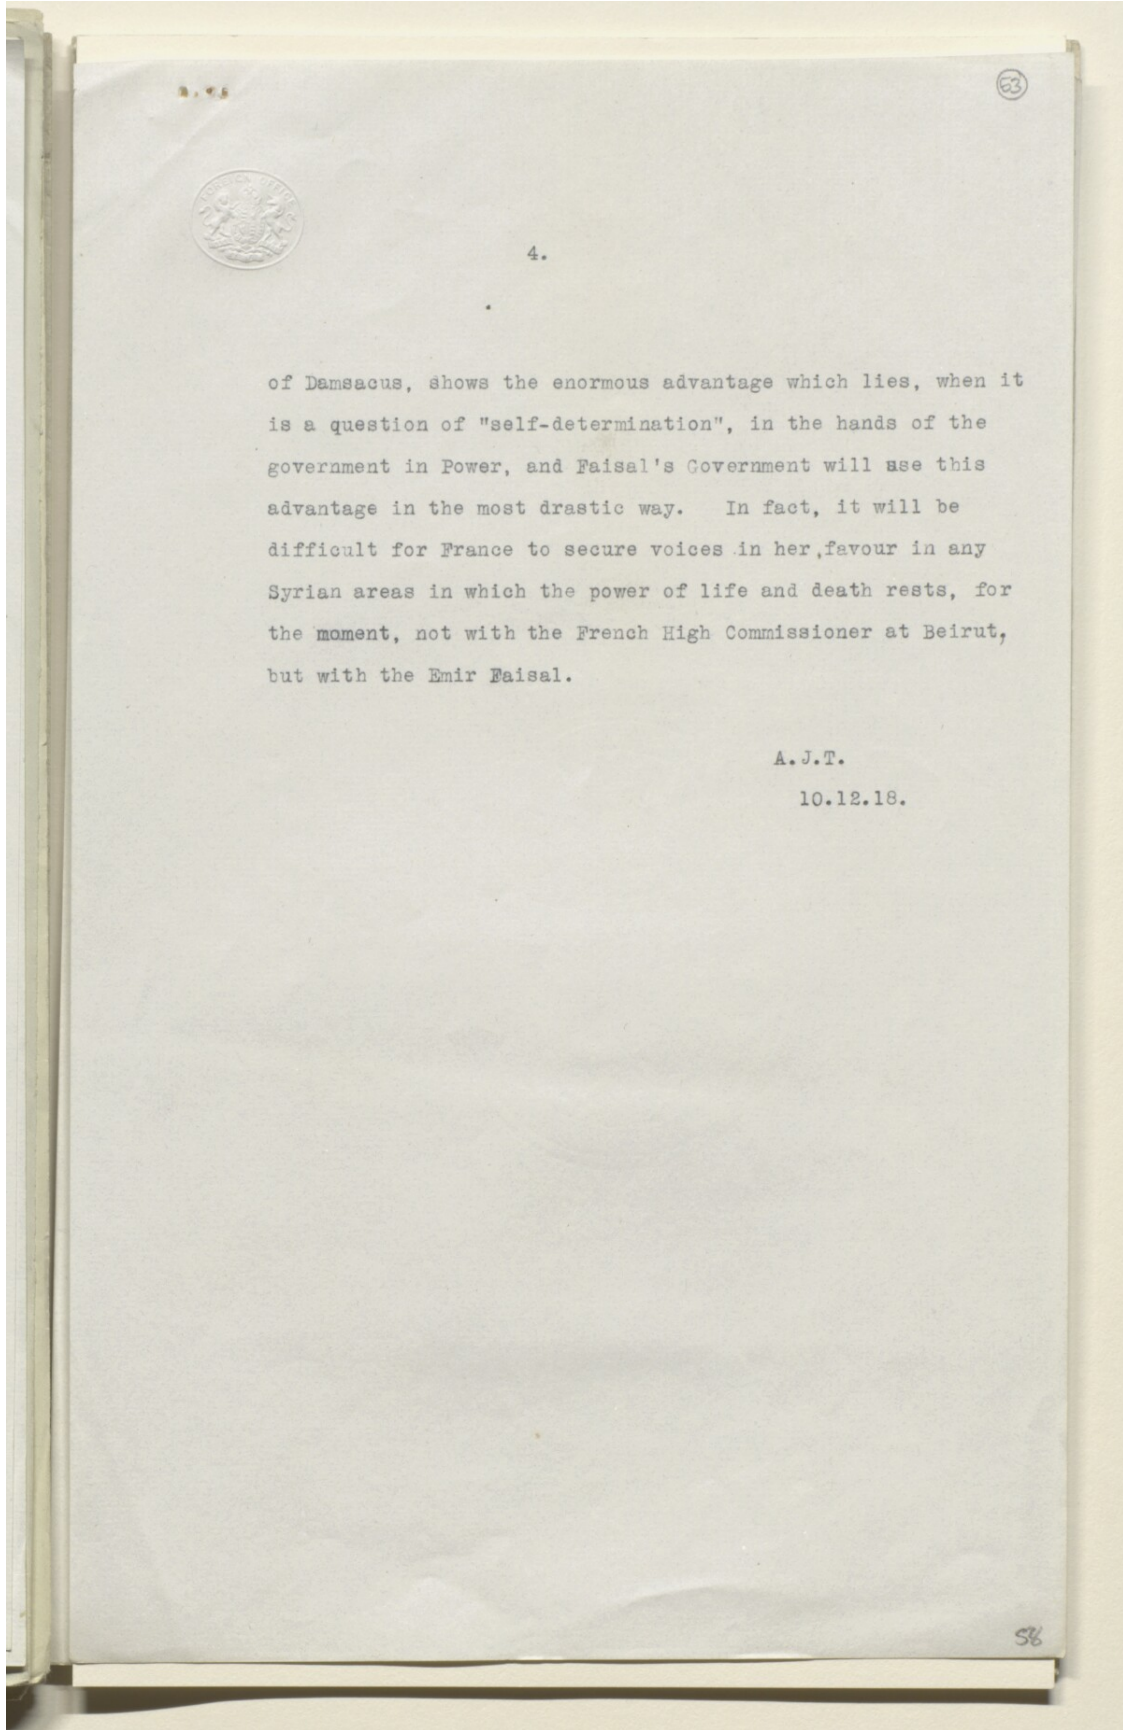 63
FOREIGN OFFICE
4.
of Damsacus, shows the enormous advantage which lies, when it
is a question of "self-determination", in the hands of the
government in Power, and Faisal's Government will use this
advantage in the most drastic way. In fact, it will be
difficult for France to secure voices in her,favour in any
Syrian areas in which the power of life and death rests, for
the moment, not with the French High Commissioner at Beirut,
but with the Emir Faisal.
A.J.T.
10.12.18.
58